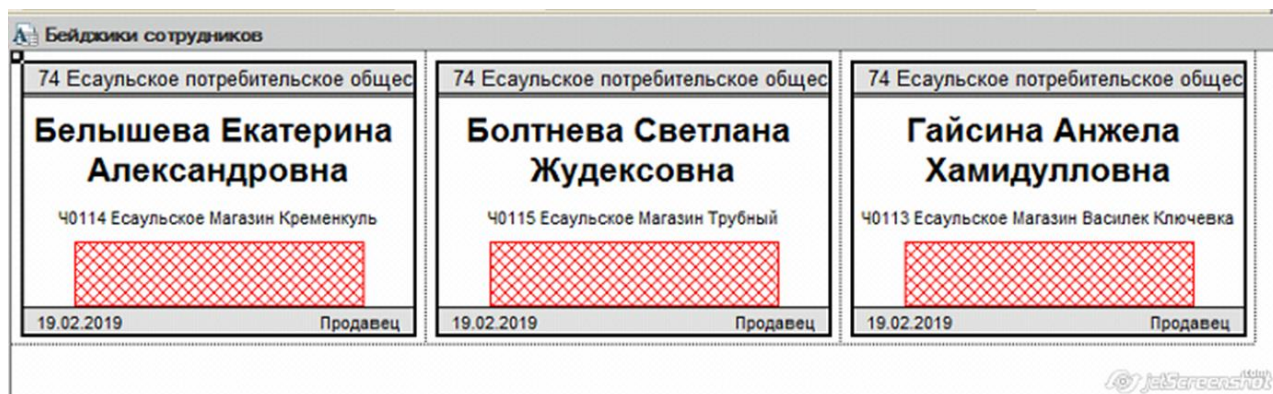 Бейджики сотрудников
74 Есаульское потребительское общес
Белышева Екатерина
Александровна
Ч0114 Есаульское Магазин Кременкуль
19.02.2019 Продавец
74 Есаульское потребительское общес
Болтнева Светлана
Жудексовна
Ч0115 Есаульское Магазин Трубный
19.02.2019 Продавец
74 Есаульское потребительское общес
Гайсина Анжела
Хамидулловна
Ч0113 Есаульское Магазин Василек Ключевка
19.02.2019 Продавец
jetScreenshot.com